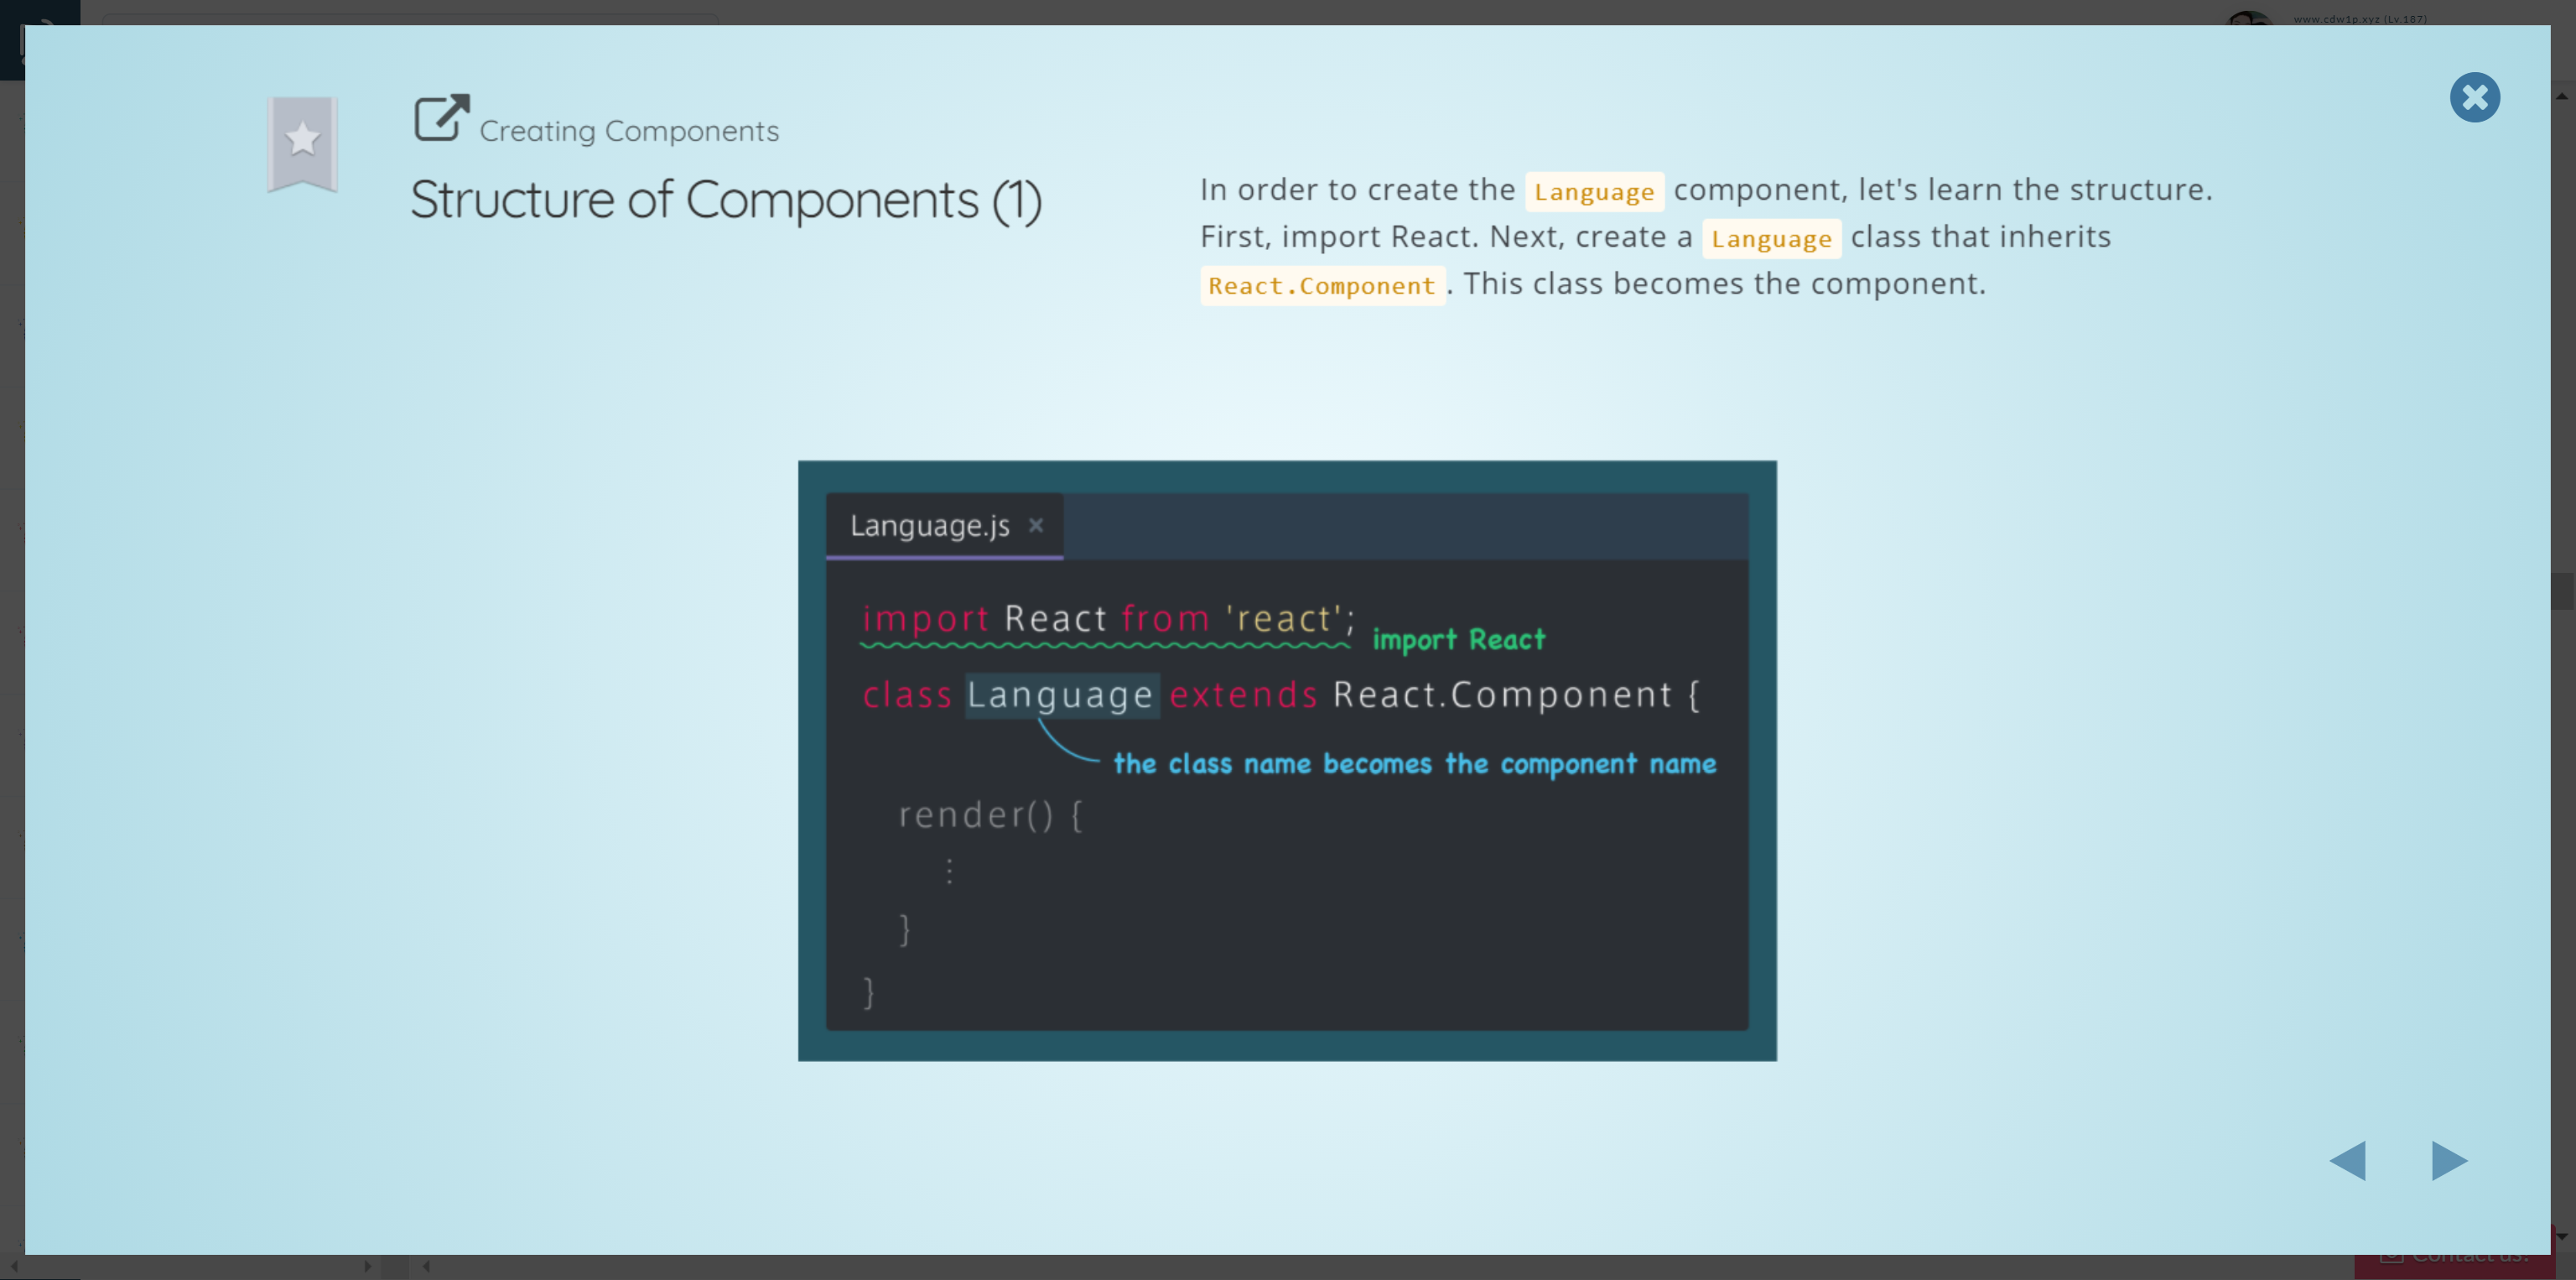 www.cdw1p.xyz (Lv.187)
Creating Components
Structure of Components (1)
In order to create the Language component, let's learn the structure.
First, import React. Next, create a Language class that inherits
React.Component. This class becomes the component.
Language.js ×
import React from 'react';
import React
class Language extends React.Component {
the class name becomes the component name
render() {
⋮
}
}
Contact us!